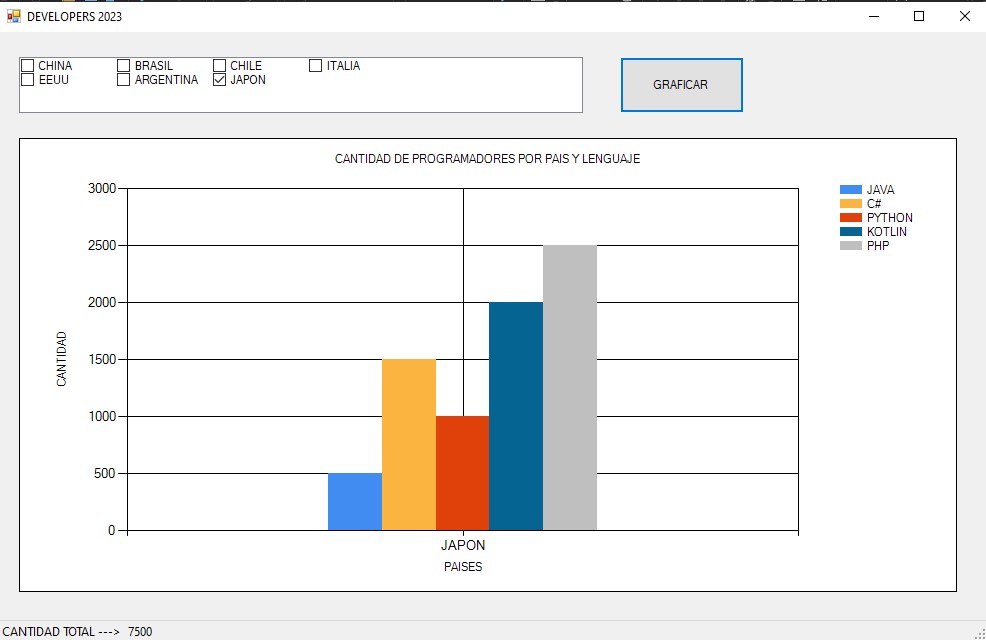 DEVELOPERS 2023
CHINA BRASIL CHILE ITALIA
EEUU ARGENTINA JAPON
GRAFICAR
CANTIDAD DE PROGRAMADORES POR PAIS Y LENGUAJE
3000
2500
2000
1500
1000
500
0
CANTIDAD
JAPON
PAISES
JAVA
C#
PYTHON
KOTLIN
PHP
CANTIDAD TOTAL ---> 7500